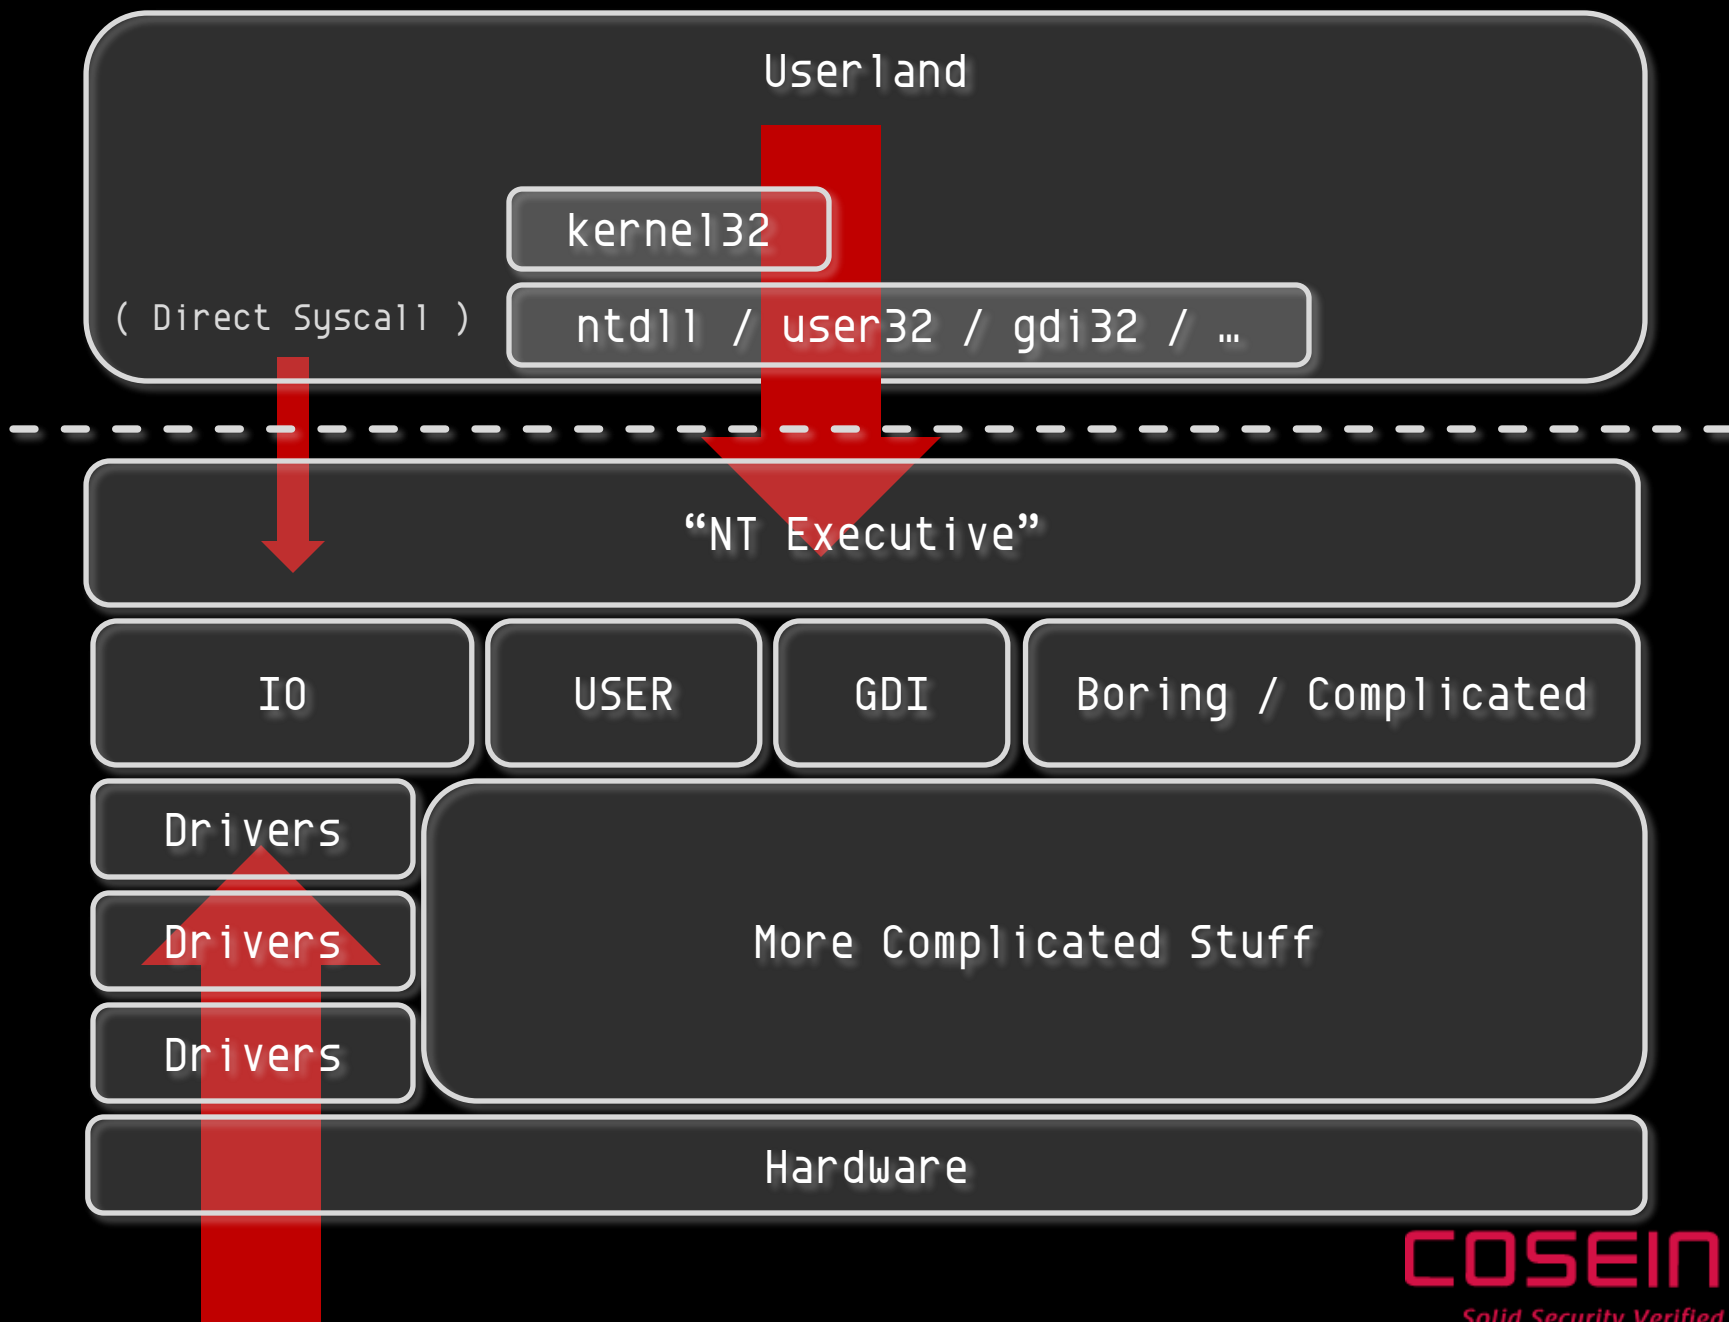 Userland
kernel32
( Direct Syscall )
ntdll / user32 / gdi32 / …
“NT Executive”
IO
USER
GDI
Boring / Complicated
Drivers
Drivers
Drivers
More Complicated Stuff
Hardware
COSEIN
Solid Security Verified